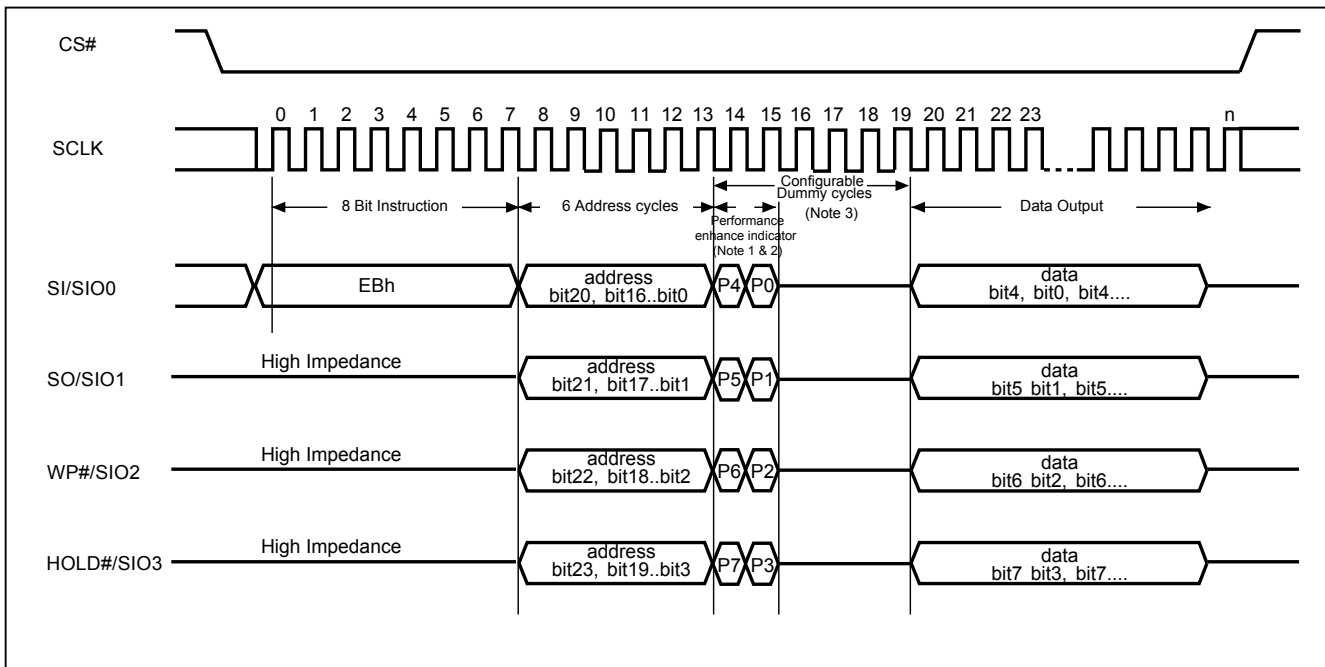 CS#
0 1 2 3 4 5 6 7 8 9 10 11 12 13 14 15 16 17 18 19 20 21 22 23 n
SCLK
Configurable
Dummy cycles
(Note 3)
8 Bit Instruction
6 Address cycles
Performance
enhance indicator
(Note 1 & 2)
Data Output
SI/SIO0
EBh
address
bit20, bit16..bit0
P4 P0
data
bit4, bit0, bit4....
SO/SIO1
High Impedance
address
bit21, bit17..bit1
P5 P1
data
bit5 bit1, bit5....
WP#/SIO2
High Impedance
address
bit22, bit18..bit2
P6 P2
data
bit6 bit2, bit6....
HOLD#/SIO3
High Impedance
address
bit23, bit19..bit3
P7 P3
data
bit7 bit3, bit7....